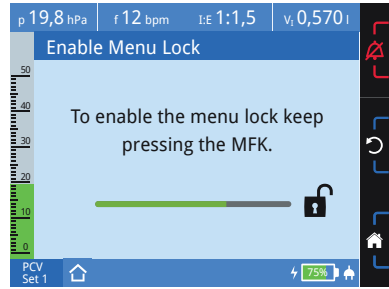 p 19,8 hPa f 12 bpm I:E 1:1,5 VI 0,570 l
Enable Menu Lock
50
40
30
20
10
0
To enable the menu lock keep
pressing the MFK.
PCV
Set 1
75%